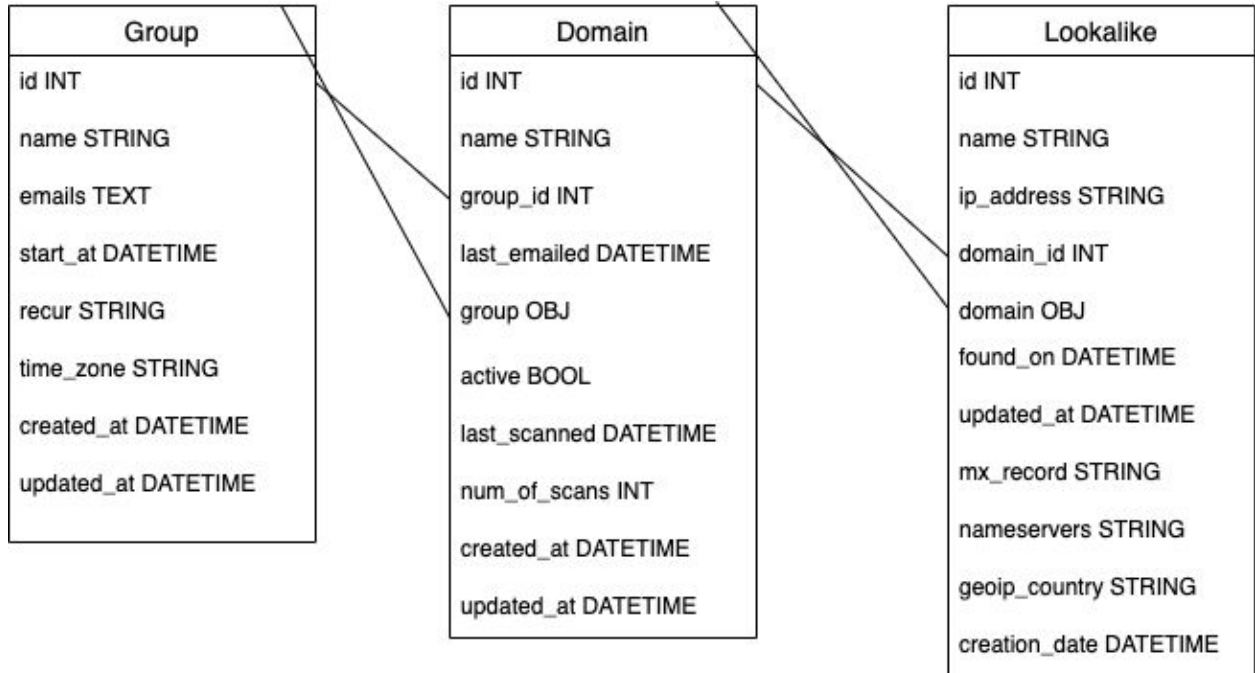 Group
id INT
name STRING
emails TEXT
start_at DATETIME
recur STRING
time_zone STRING
created_at DATETIME
updated_at DATETIME
Domain
id INT
name STRING
group_id INT
last_emailed DATETIME
group OBJ
active BOOL
last_scanned DATETIME
num_of_scans INT
created_at DATETIME
updated_at DATETIME
Lookalike
id INT
name STRING
ip_address STRING
domain_id INT
domain OBJ
found_on DATETIME
updated_at DATETIME
mx_record STRING
nameservers STRING
geoip_country STRING
creation_date DATETIME